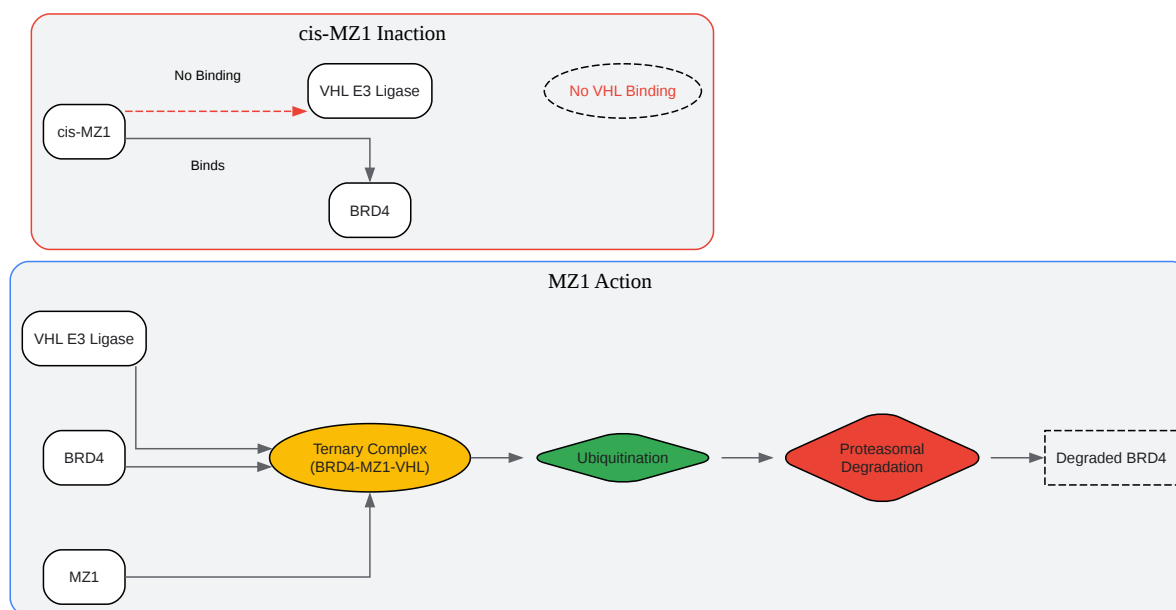 cis-MZ1 Inaction
No Binding
VHL E3 Ligase
No VHL Binding
cis-MZ1
Binds
BRD4
MZ1 Action
VHL E3 Ligase
BRD4
Ternary Complex
(BRD4-MZ1-VHL)
Ubiquitination
Proteasomal
Degradation
Degraded BRD4
MZ1